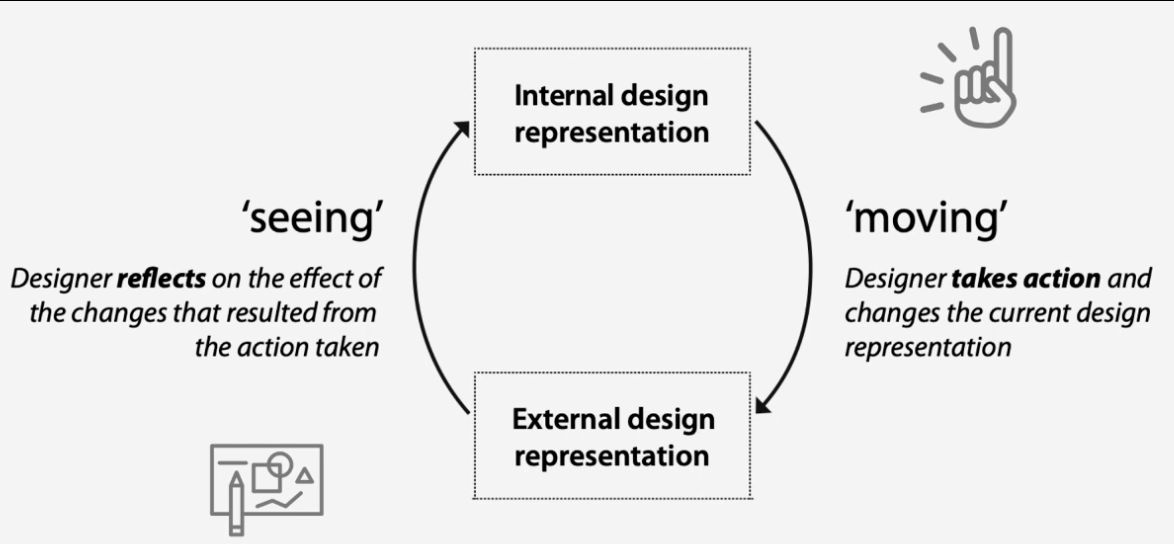 Internal design
representation
‘seeing’
Designer reflects on the effect of
the changes that resulted from
the action taken
‘moving’
Designer takes action and
changes the current design
representation
External design
representation